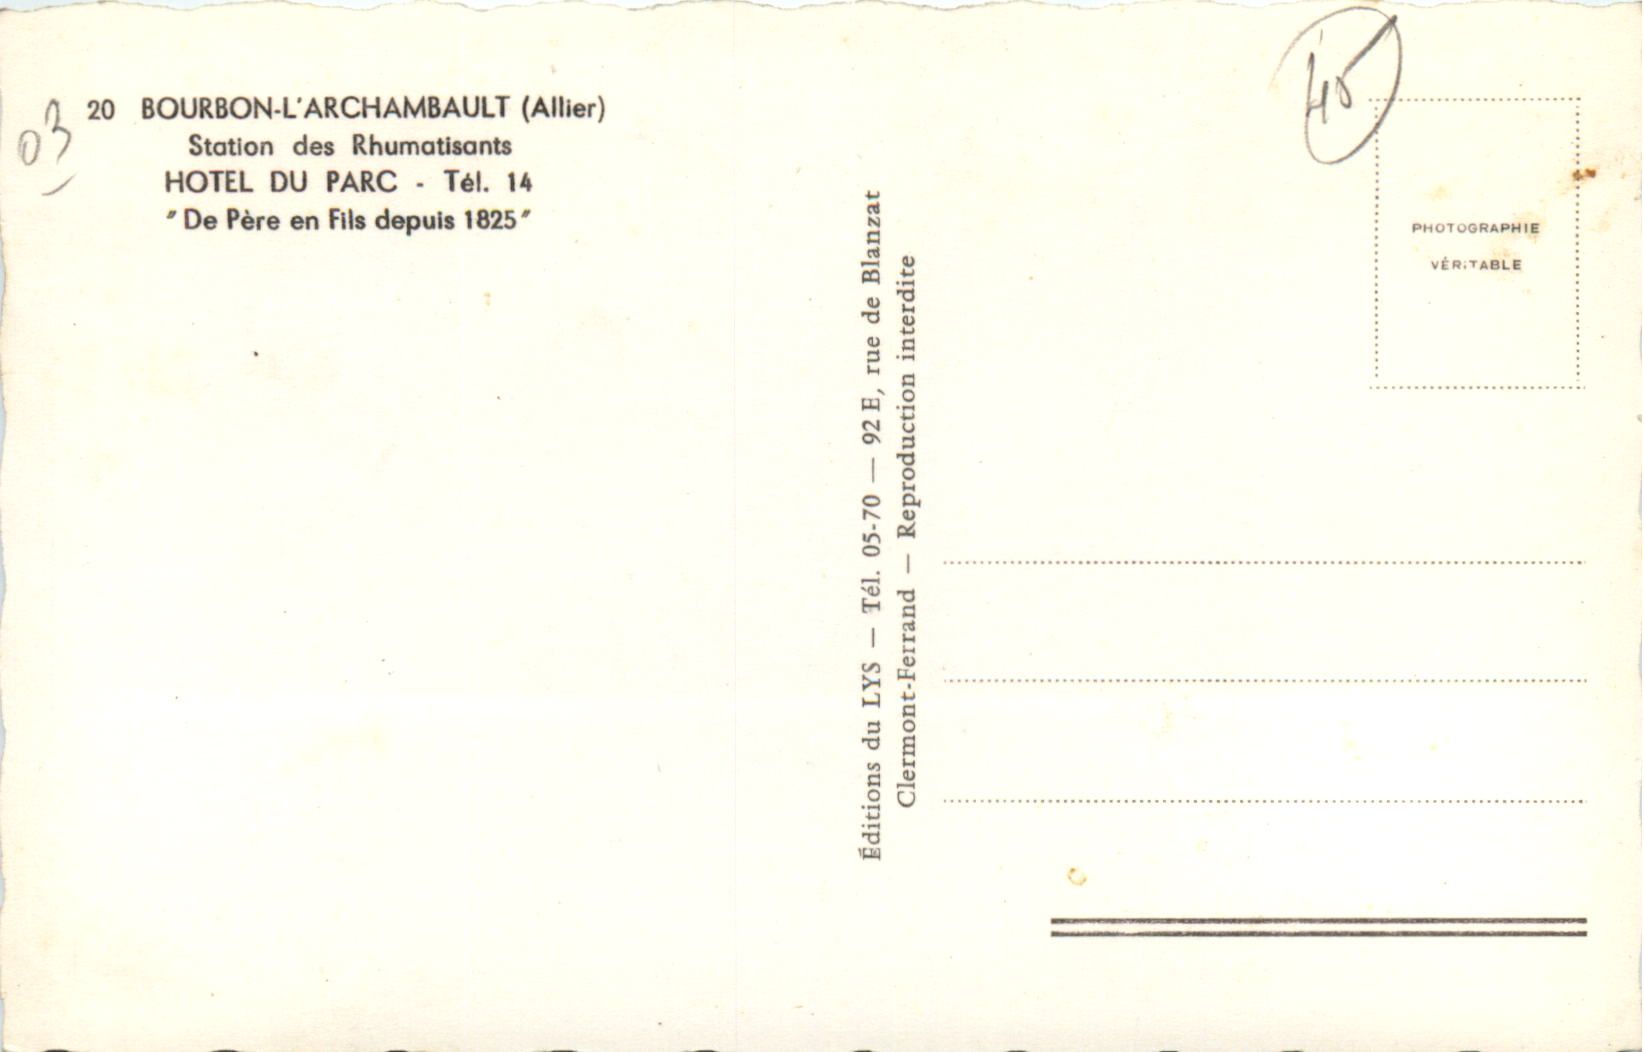 03
20 BOURBON-L'ARCHAMBAULT (Allier)
Station des Rhumatisants
HOTEL DU PARC - Tél. 14
"De Père en Fils depuis 1825"
Éditions du LYS — Tél. 05-70 — 92 E, rue de Blanzat
Clermont-Ferrand — Reproduction interdite
PHOTOGRAPHIE
VÉRITABLE